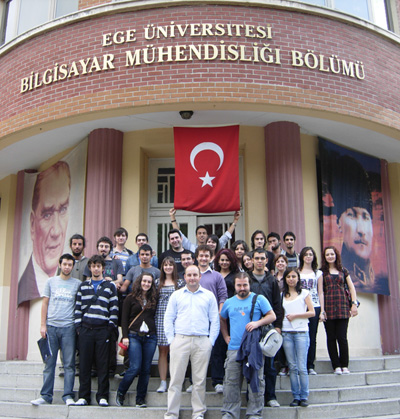 EGE ÜNİVERSİTESİ
BİLGİSAYAR MÜHENDİSLİĞİ BÖLÜMÜ